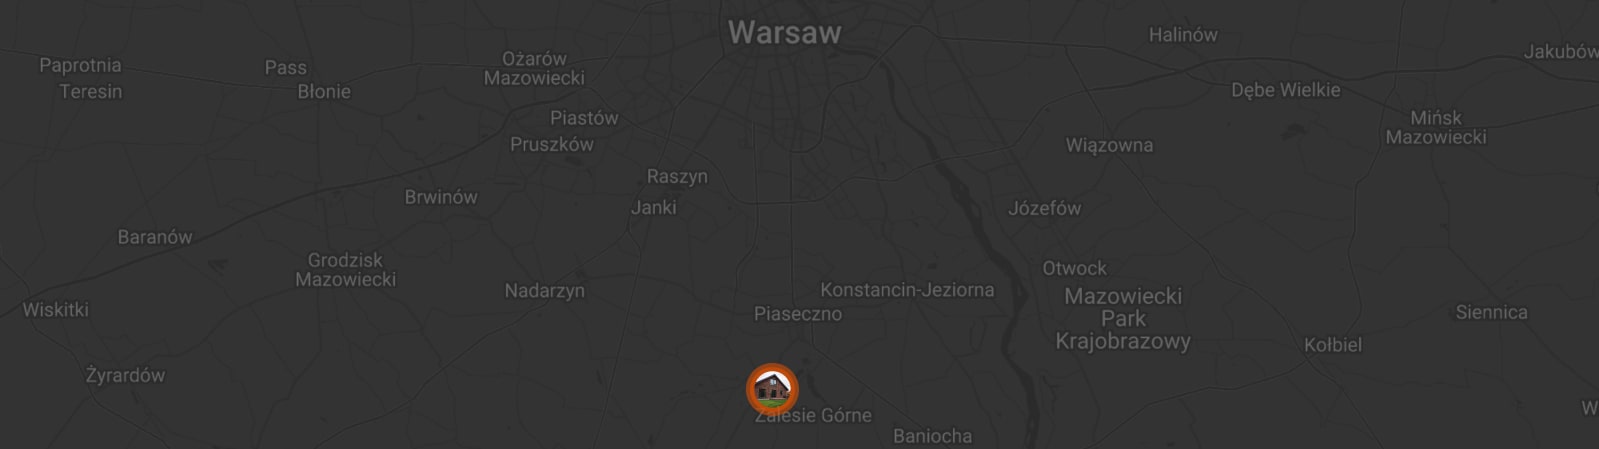 Warsaw
Halinów
Jakubów
Ożarów
Mazowiecki
Paprotnia
Pass
Teresin
Błonie
Dębe Wielkie
Piastów
Mińsk
Mazowiecki
Pruszków
Wiązowna
Raszyn
Brwinów
Janki
Józefów
Baranów
Grodzisk
Mazowiecki
Otwock
Nadarzyn
Konstancin-Jeziorna
Mazowiecki
Park
Krajobrazowy
Wiskitki
Piaseczno
Siennica
Kołbiel
Żyrardów
Zalesie Górne
W
Baniocha